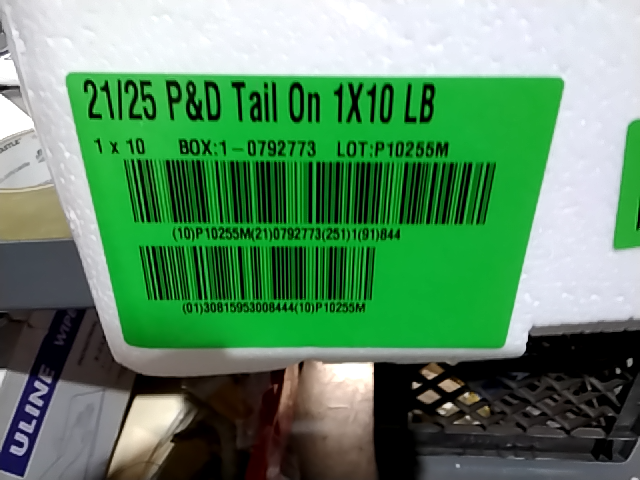 21/25 P&D Tail On 1X10 LB
1 x 10 BOX:1-0792773 LOT:P10255M
(10)P10255M(21)0792773(251)1(91)844
(01)30815953008444(10)P10255M
ULINE WIPE